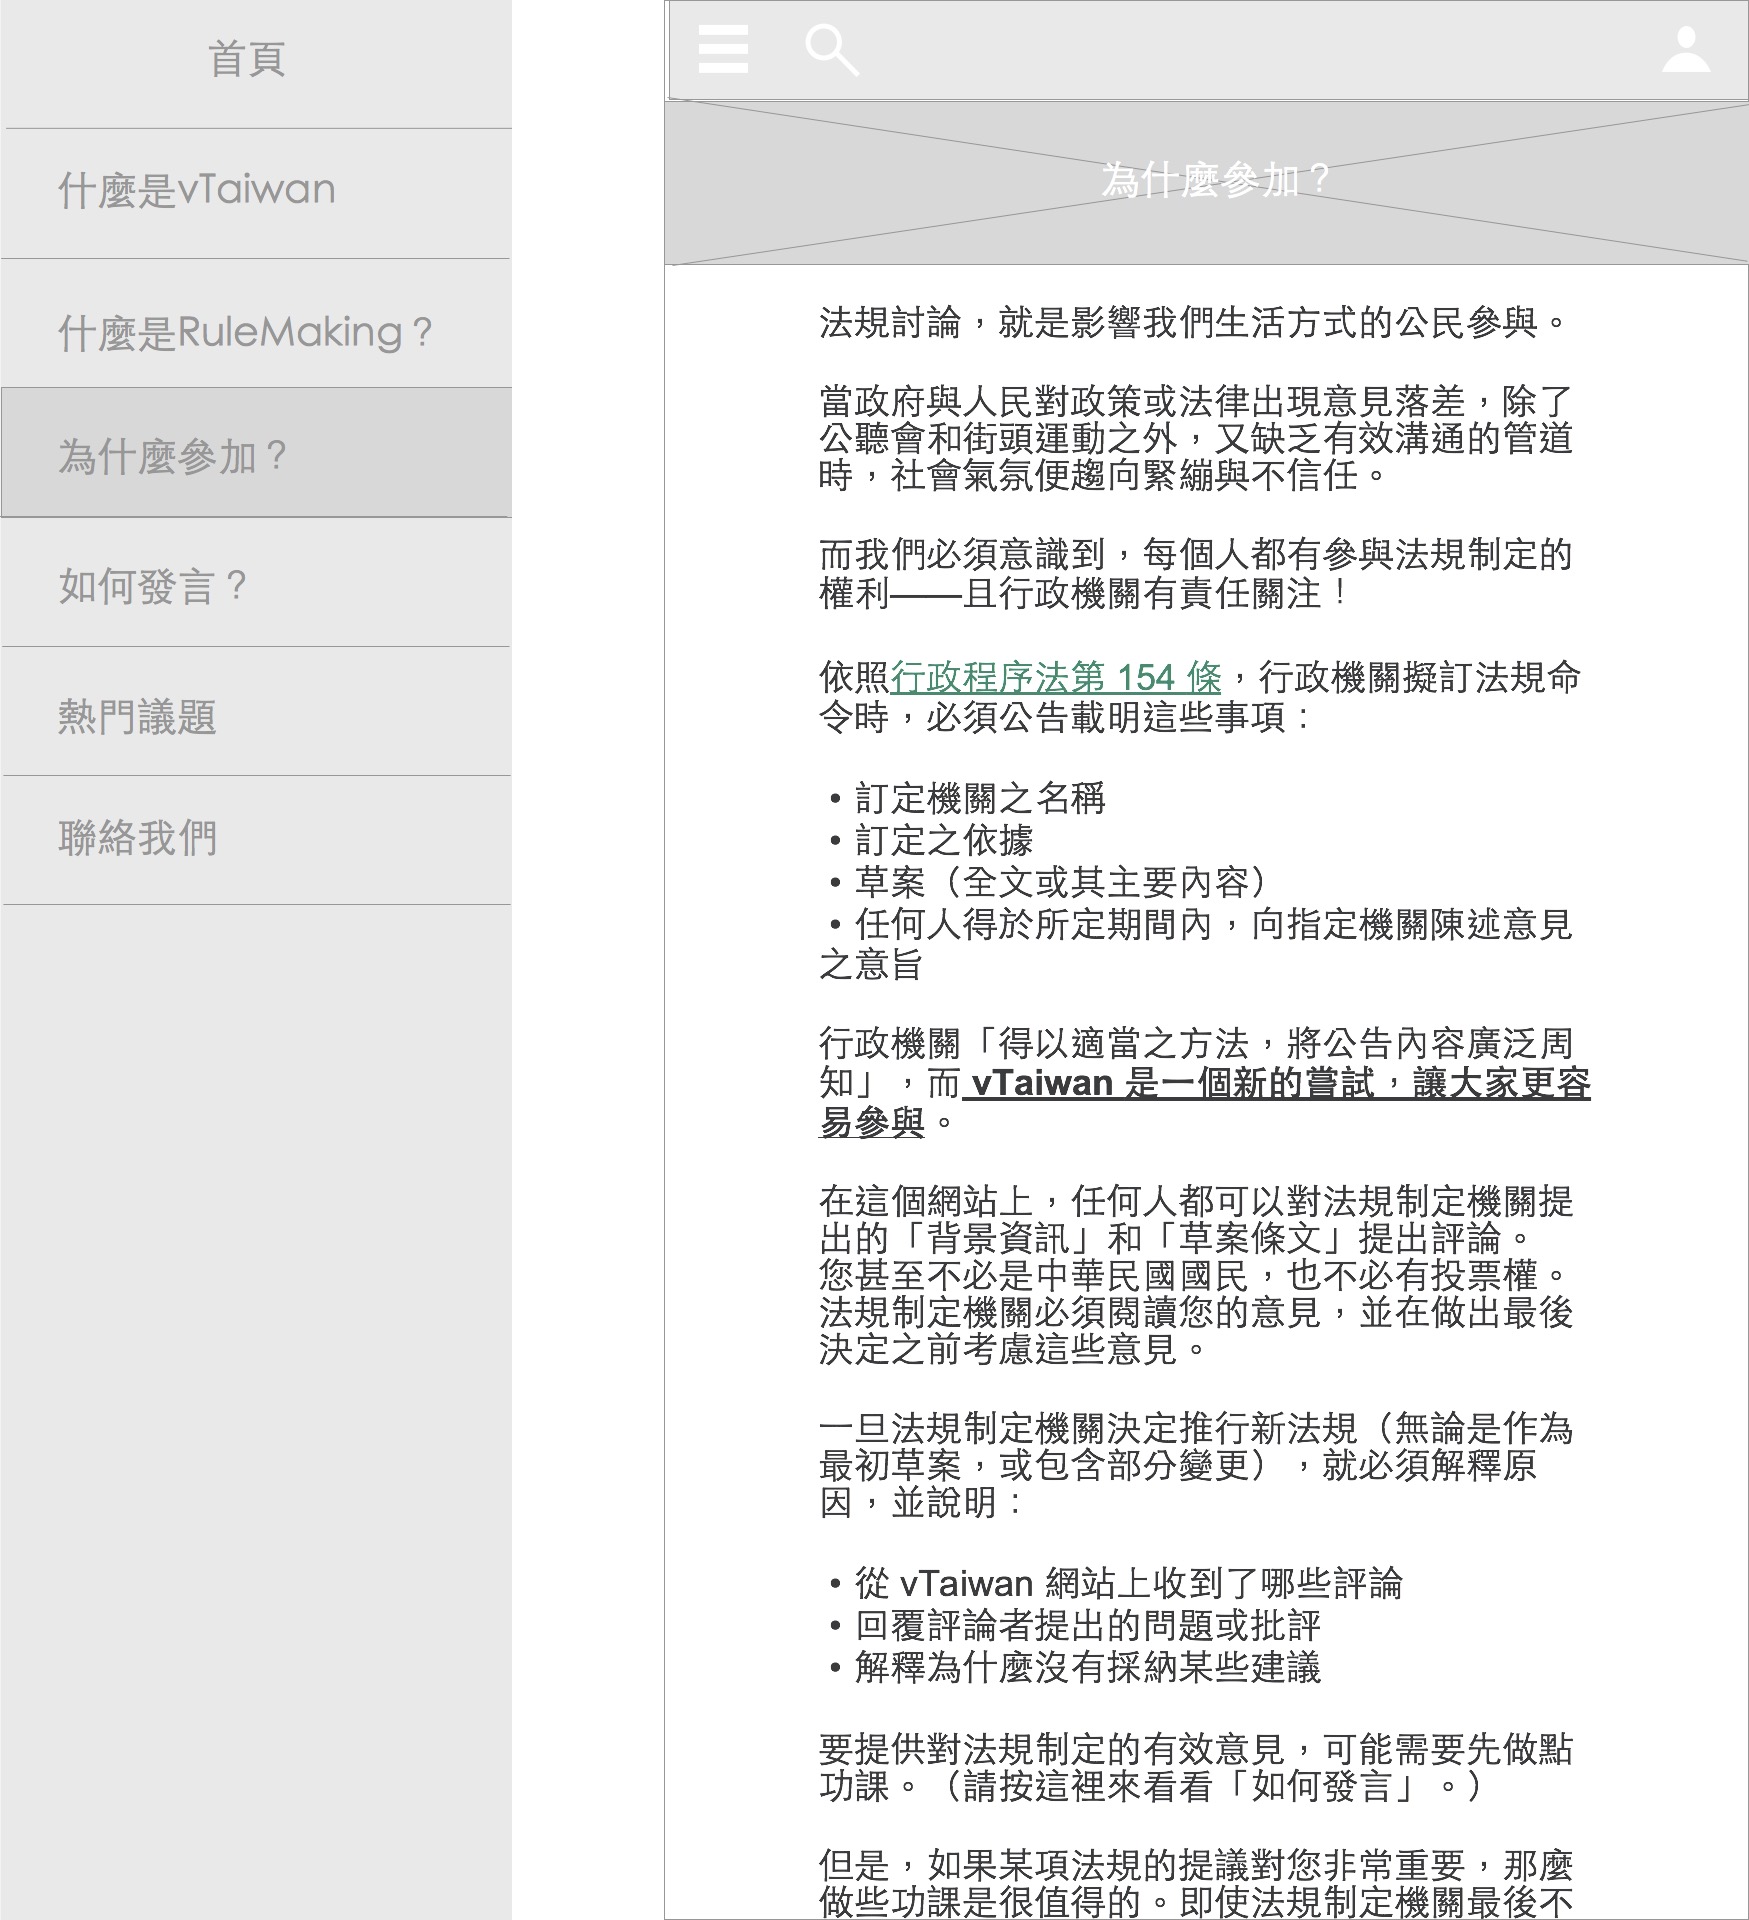 首頁
什麼是vTaiwan
什麼是RuleMaking？
為什麼參加？
如何發言？
熱門議題
聯絡我們
為什麼參加？
法規討論，就是影響我們生活方式的公民參與。
當政府與人民對政策或法律出現意見落差，除了
公聽會和街頭運動之外，又缺乏有效溝通的管道
時，社會氣氛便趨向緊繃與不信任。
而我們必須意識到，每個人都有參與法規制定的
權利——且行政機關有責任關注！
依照行政程序法第 154 條，行政機關擬訂法規命
令時，必須公告載明這些事項：
• 訂定機關之名稱
• 訂定之依據
• 草案（全文或其主要內容）
• 任何人得於所定期間內，向指定機關陳述意見
之意旨
行政機關「得以適當之方法，將公告內容廣泛周
知」，而 vTaiwan 是一個新的嘗試，讓大家更容
易參與。
在這個網站上，任何人都可以對法規制定機關提
出的「背景資訊」和「草案條文」提出評論。
您甚至不必是中華民國國民，也不必有投票權。
法規制定機關必須閱讀您的意見，並在做出最後
決定之前考慮這些意見。
一旦法規制定機關決定推行新法規（無論是作為
最初草案，或包含部分變更），就必須解釋原
因，並說明：
• 從 vTaiwan 網站上收到了哪些評論
• 回覆評論者提出的問題或批評
• 解釋為什麼沒有採納某些建議
要提供對法規制定的有效意見，可能需要先做點
功課。（請按這裡來看看「如何發言」。）
但是，如果某項法規的提議對您非常重要，那麼
做些功課是很值得的。即使法規制定機關最後不